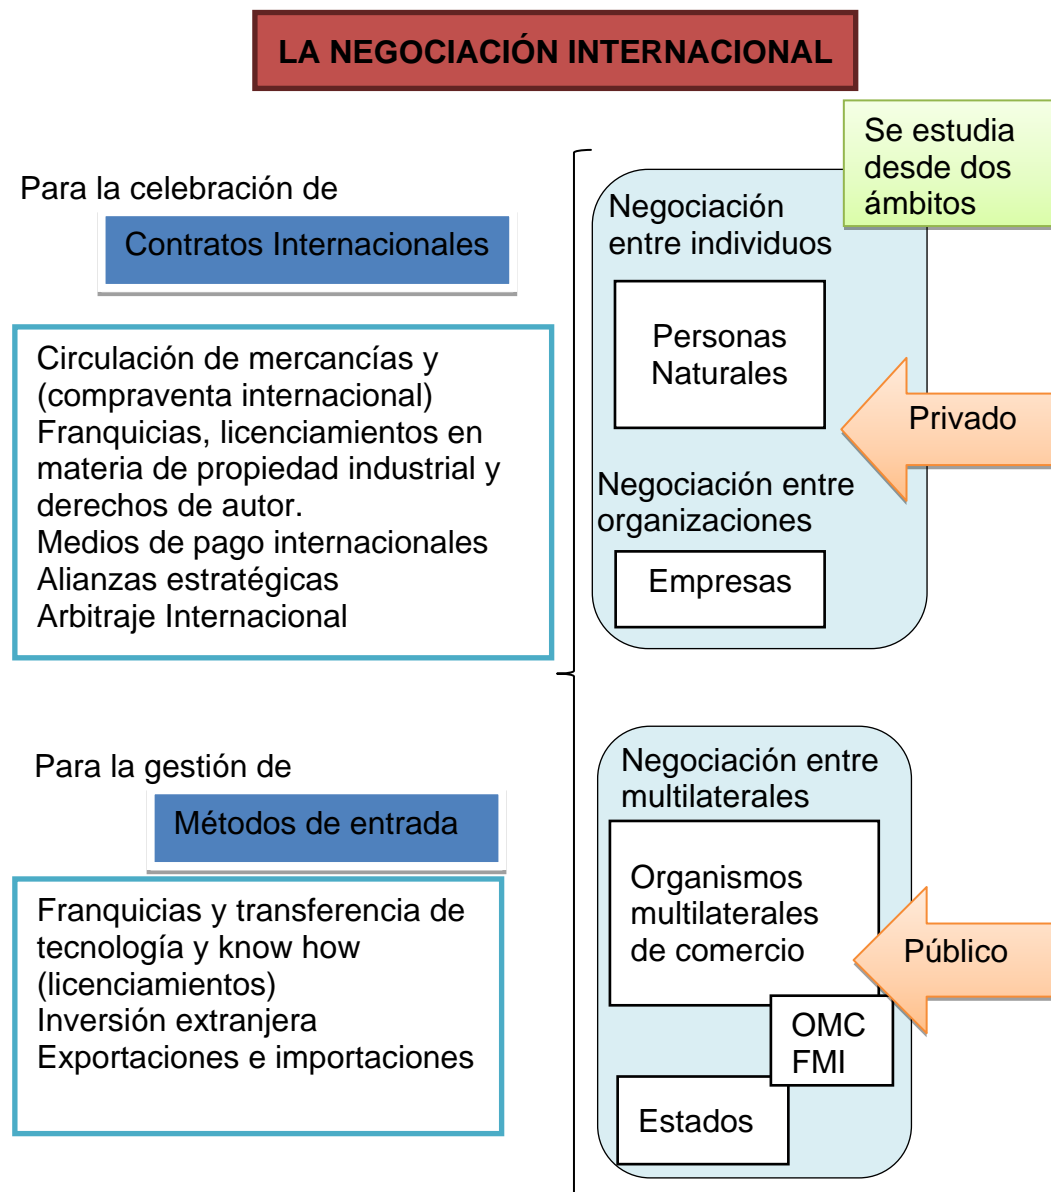 LA NEGOCIACIÓN INTERNACIONAL
Se estudia
desde dos
ámbitos
Para la celebración de
Contratos Internacionales
Circulación de mercancías y
(compraventa internacional)
Franquicias, licenciamientos en
materia de propiedad industrial y
derechos de autor.
Medios de pago internacionales
Alianzas estratégicas
Arbitraje Internacional
Negociación
entre individuos
Personas
Naturales
Privado
Negociación entre
organizaciones
Empresas
Para la gestión de
Métodos de entrada
Franquicias y transferencia de
tecnología y know how
(licenciamientos)
Inversión extranjera
Exportaciones e importaciones
Negociación entre
multilaterales
Organismos
multilaterales
de comercio
Público
OMC
FMI
Estados